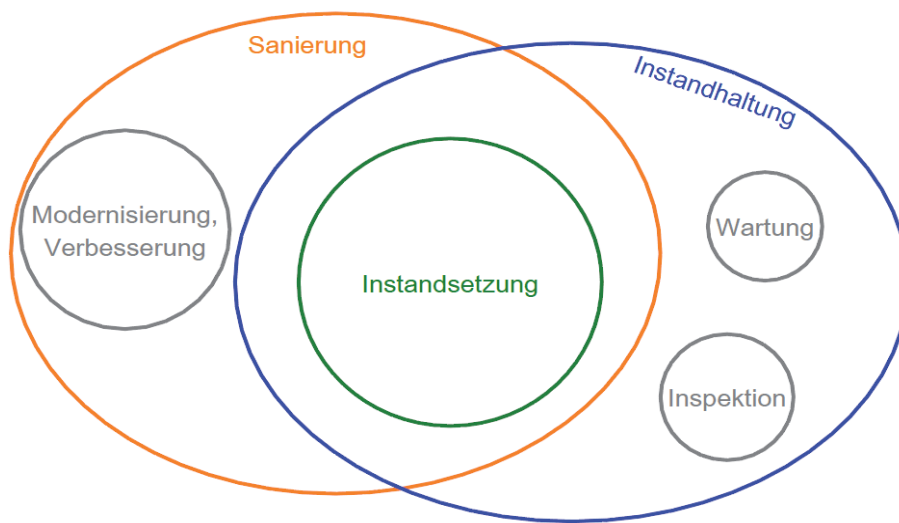 Sanierung
Instandhaltung
Modernisierung,
Verbesserung
Wartung
Instandsetzung
Inspektion